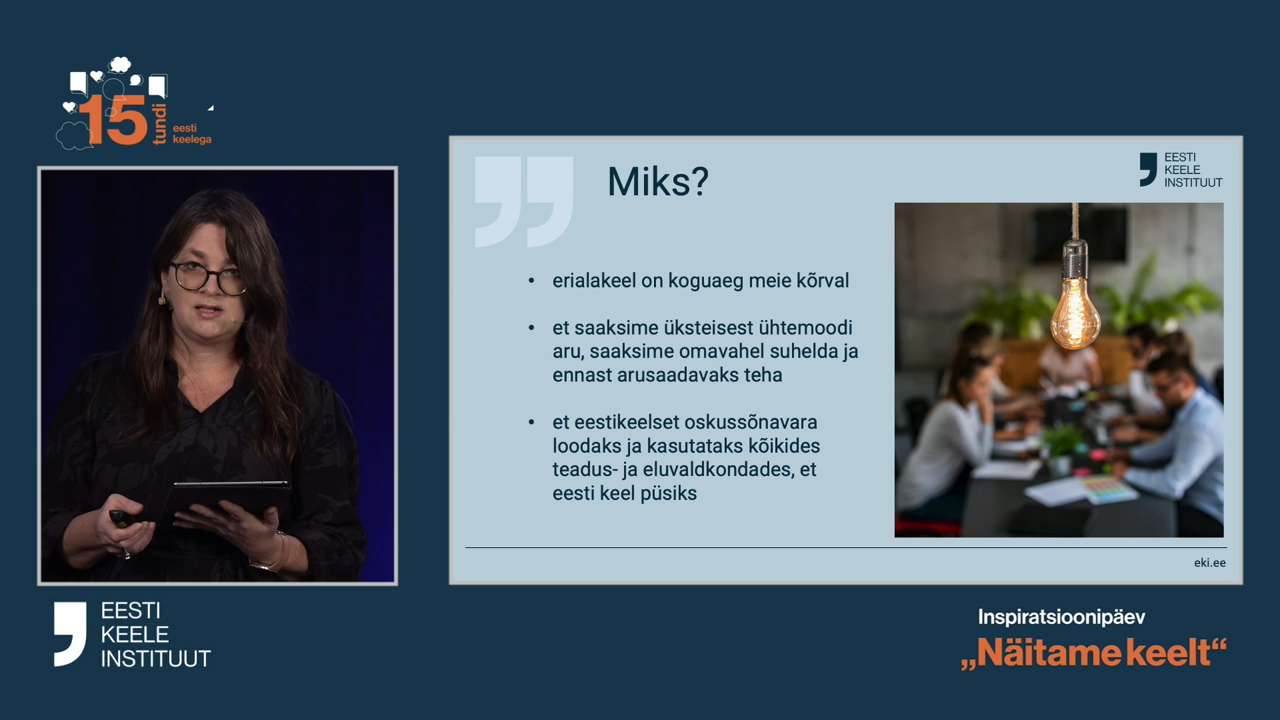 15 tundi
eesti
keelega
Miks?
EESTI
KEELE
INSTITUUT
• erialakeel on koguaeg meie kõrval
• et saaksime üksteisest ühtemoodi
aru, saaksime omavahel suhelda ja
ennast arusaadavaks teha
• et eestikeelset oskussõnavara
loodaks ja kasutataks kõikides
teadus- ja eluvaldkondades, et
eesti keel püsiks
eki.ee
EESTI
KEELE
INSTITUUT
Inspiratsioonipäev
„Näitame keelt“